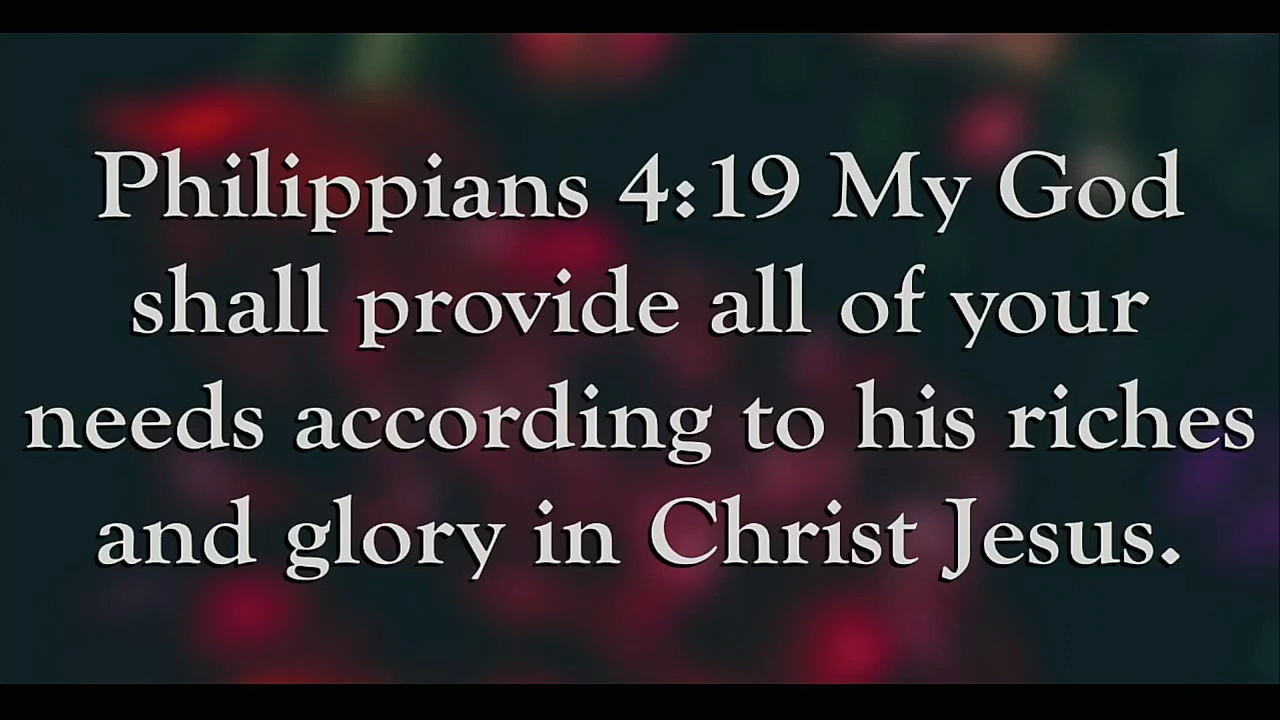 Philippians 4:19 My God
shall provide all of your
needs according to his riches
and glory in Christ Jesus.